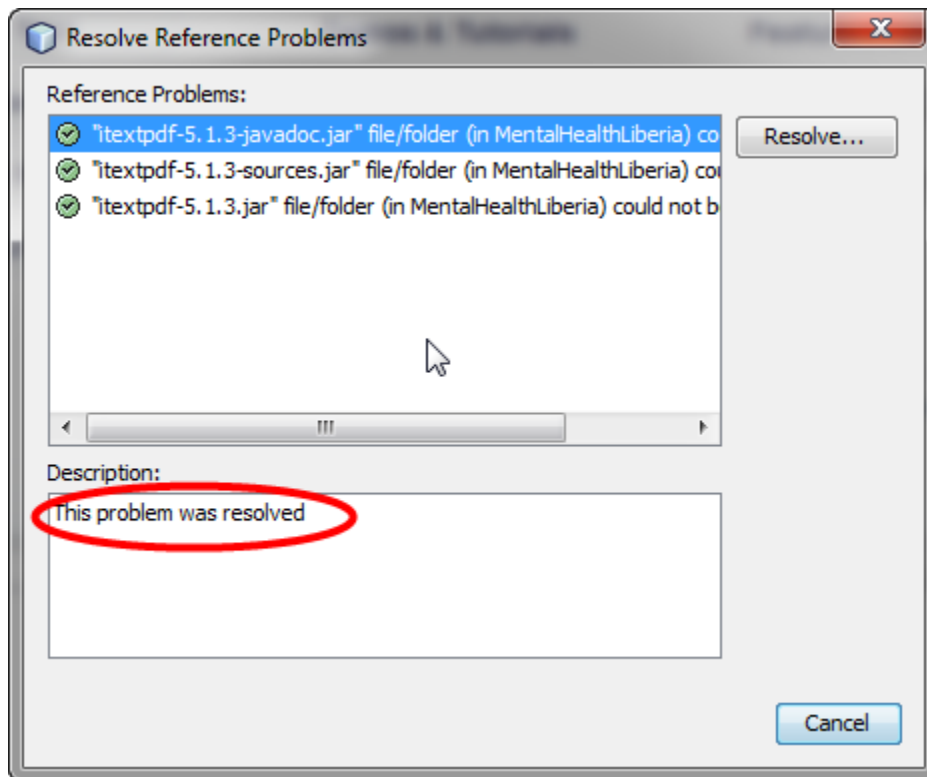 Resolve Reference Problems
Reference Problems:
"itextpdf-5.1.3-javadoc.jar" file/folder (in MentalHealthLiberia) co
Resolve...
"itextpdf-5.1.3-sources.jar" file/folder (in MentalHealthLiberia) cou
"itextpdf-5.1.3.jar" file/folder (in MentalHealthLiberia) could not b
Description:
This problem was resolved
Cancel